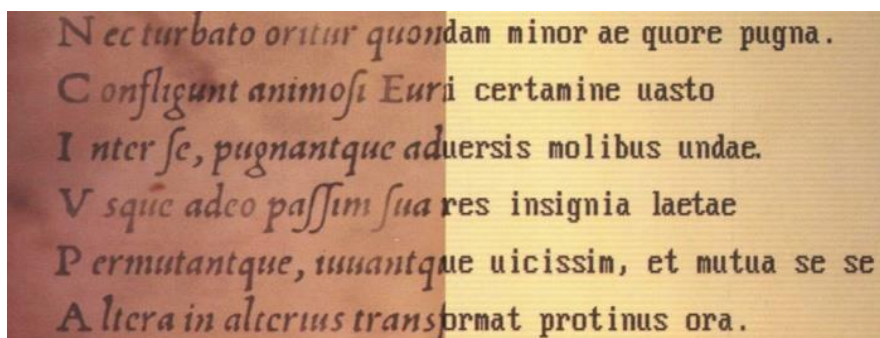 Nec turbato oritur quondam minor ae quore pugna.
Confligunt animoſi Euri certamine uasto
Inter ſe, pugnantque aduersis molibus undae.
Vsque adeo paſſim ſua res insignia laetae
Permutantque, iuuantque uicissim, et mutua se se
Altera in alterius transformat protinus ora.